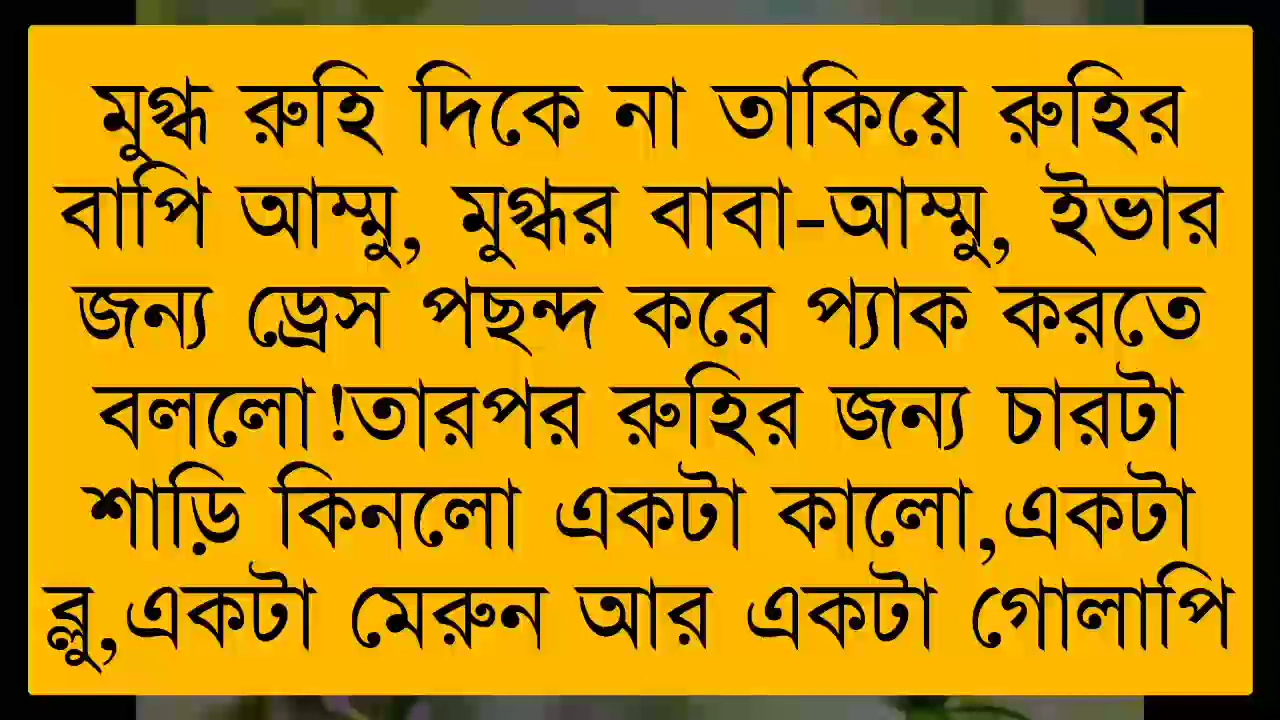 মুগ্ধ রুহি দিকে না তাকিয়ে রুহির
বাপি আম্মু, মুগ্ধর বাবা-আম্মু, ইভার
জন্য ড্রেস পছন্দ করে প্যাক করতে
বললো!তারপর রুহির জন্য চারটা
শাড়ি কিনলো একটা কালো,একটা
ব্লু,একটা মেরুন আর একটা গোলাপি